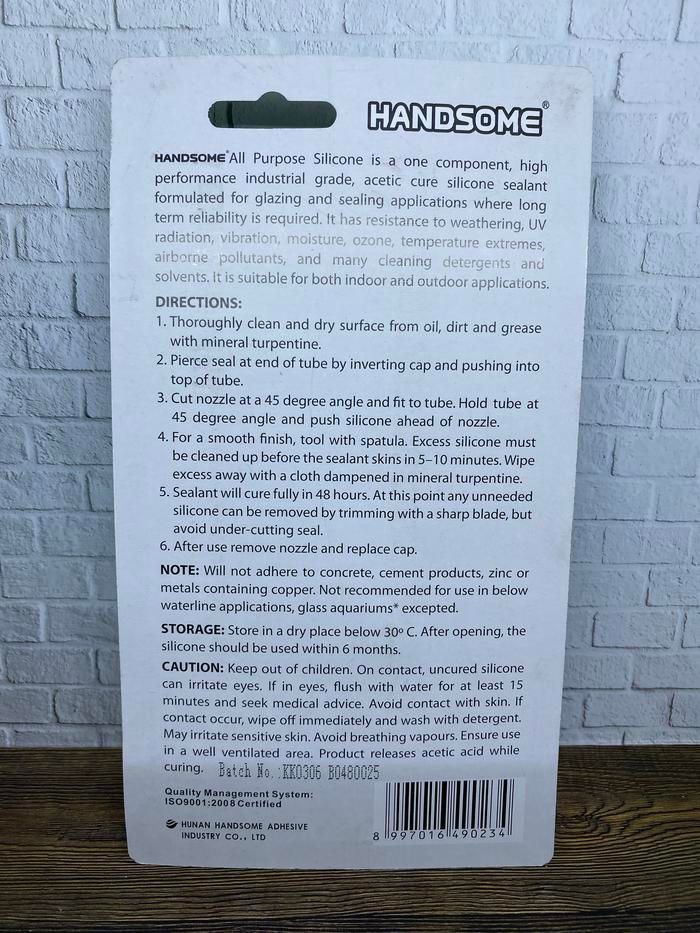 HANDSOME®
HANDSOME® All Purpose Silicone is a one component, high
performance industrial grade, acetic cure silicone sealant
formulated for glazing and sealing applications where long
term reliability is required. It has resistance to weathering, UV
radiation, vibration, moisture, ozone, temperature extremes,
airborne pollutants, and many cleaning detergents and
solvents. It is suitable for both indoor and outdoor applications.
DIRECTIONS:
1. Thoroughly clean and dry surface from oil, dirt and grease
with mineral turpentine.
2. Pierce seal at end of tube by inverting cap and pushing into
top of tube.
3. Cut nozzle at a 45 degree angle and fit to tube. Hold tube at
45 degree angle and push silicone ahead of nozzle.
4. For a smooth finish, tool with spatula. Excess silicone must
be cleaned up before the sealant skins in 5–10 minutes. Wipe
excess away with a cloth dampened in mineral turpentine.
5. Sealant will cure fully in 48 hours. At this point any unneeded
silicone can be removed by trimming with a sharp blade, but
avoid under-cutting seal.
6. After use remove nozzle and replace cap.
NOTE: Will not adhere to concrete, cement products, zinc or
metals containing copper. Not recommended for use in below
waterline applications, glass aquariums* excepted.
STORAGE: Store in a dry place below 30º C. After opening, the
silicone should be used within 6 months.
CAUTION: Keep out of children. On contact, uncured silicone
can irritate eyes. If in eyes, flush with water for at least 15
minutes and seek medical advice. Avoid contact with skin. If
contact occur, wipe off immediately and wash with detergent.
May irritate sensitive skin. Avoid breathing vapours. Ensure use
in a well ventilated area. Product releases acetic acid while
curing. Batch No.:KK0306 B0480025
Quality Management System:
ISO9001:2008 Certified
HUNAN HANDSOME ADHESIVE
INDUSTRY CO., LTD
8 997016 490234